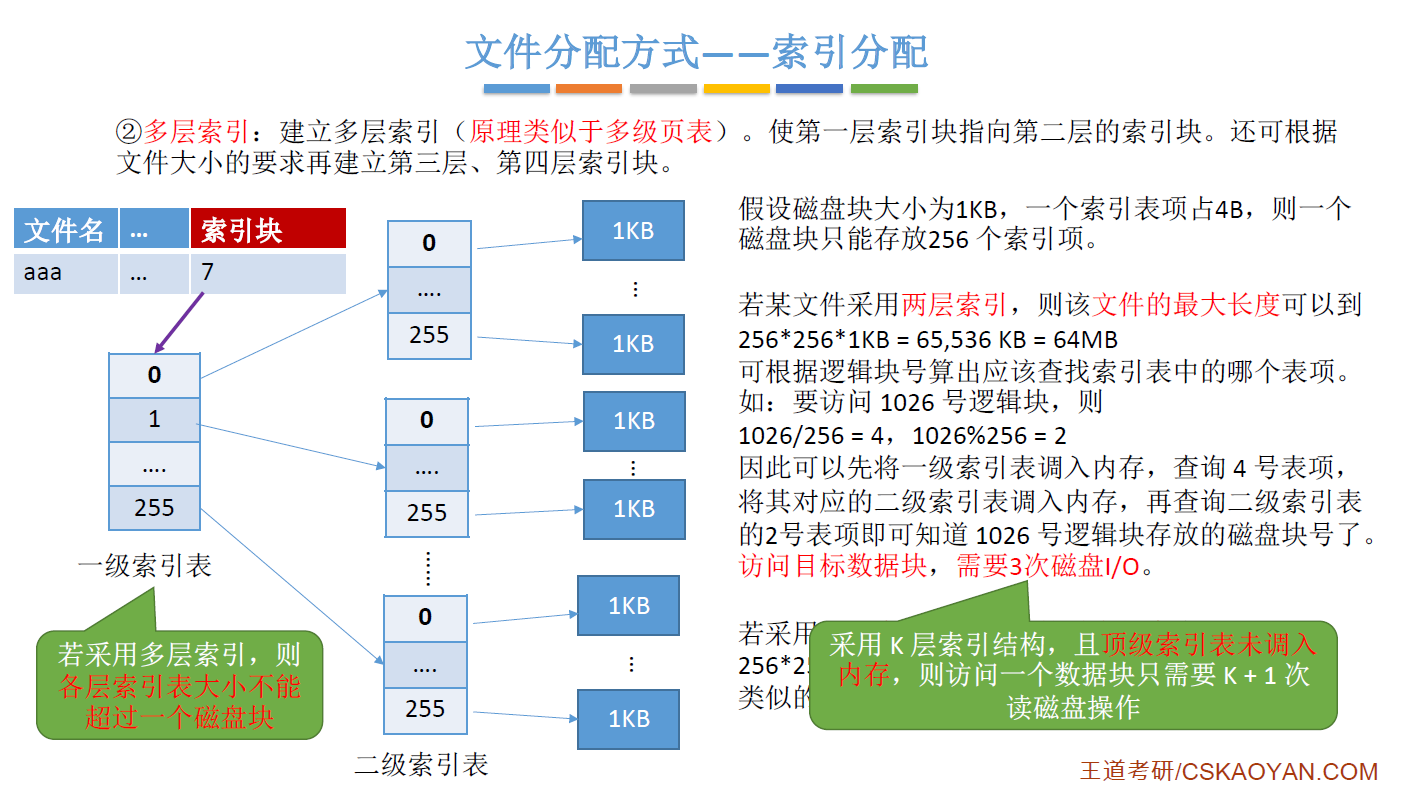 文件分配方式——索引分配
②多层索引：建立多层索引（原理类似于多级页表）。使第一层索引块指向第二层的索引块。还可根据
文件大小的要求再建立第三层、第四层索引块。
文件名 … 索引块
aaa … 7
0
1
….
255
一级索引表
若采用多层索引，则
各层索引表大小不能
超过一个磁盘块
0
….
255
0
….
255
……
0
….
255
二级索引表
1KB
⋮
1KB
1KB
⋮
1KB
1KB
⋮
1KB
假设磁盘块大小为1KB，一个索引表项占4B，则一个
磁盘块只能存放256 个索引项。
若某文件采用两层索引，则该文件的最大长度可以到
256*256*1KB = 65,536 KB = 64MB
可根据逻辑块号算出应该查找索引表中的哪个表项。
如：要访问 1026 号逻辑块，则
1026/256 = 4，1026%256 = 2
因此可以先将一级索引表调入内存，查询 4 号表项，
将其对应的二级索引表调入内存，再查询二级索引表
的2号表项即可知道 1026 号逻辑块存放的磁盘块号了。
访问目标数据块，需要3次磁盘I/O。
若采用
256*25
类似的
采用 K 层索引结构，且顶级索引表未调入
内存，则访问一个数据块只需要 K + 1 次
读磁盘操作
王道考研/CSKAOYAN.COM